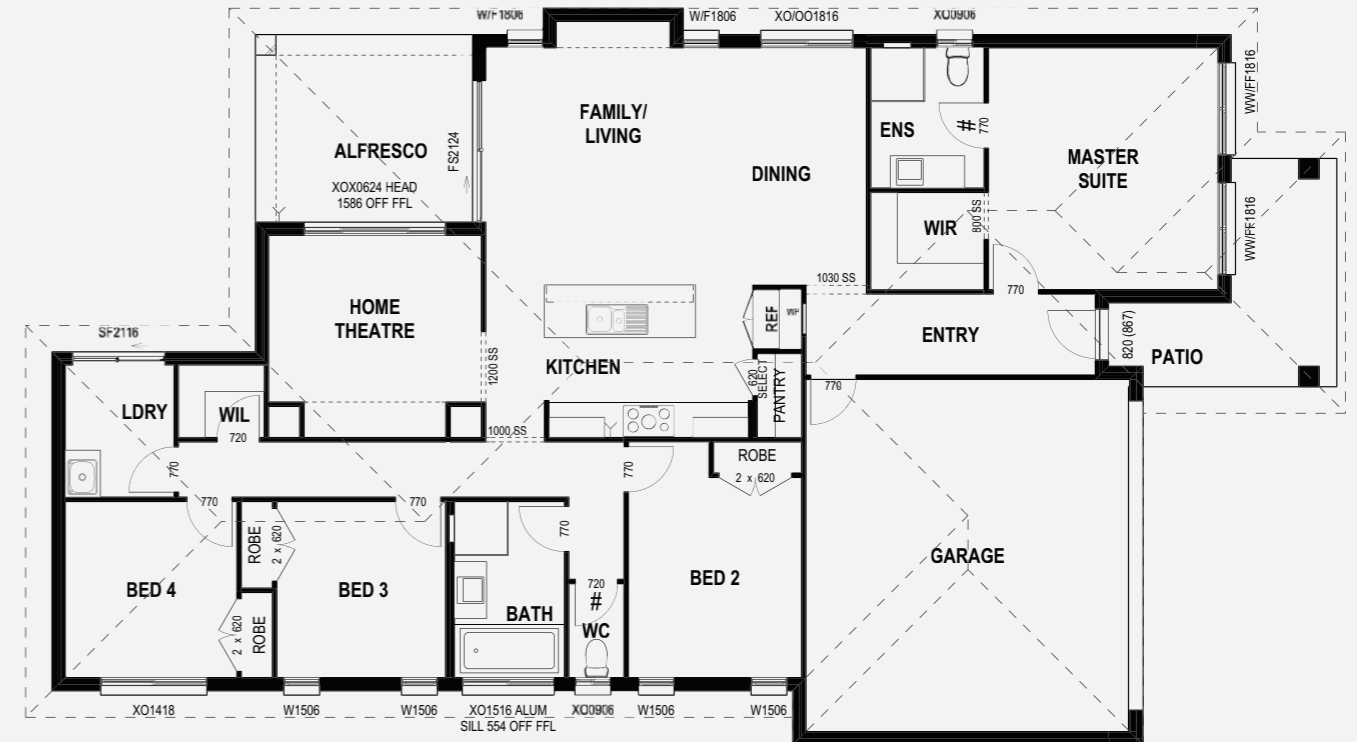 W/F1806
W/F1806
XO/OO1816
XO0906
WW/FF1816
FAMILY/
LIVING
ENS
#
770
ALFRESCO
FS2124
DINING
MASTER
SUITE
XOX0624 HEAD
1586 OFF FFL
WIR
800 SS
WW/FF1816
1030 SS
770
HOME
THEATRE
REF
WP
820 (867)
SF2116
ENTRY
PATIO
1200 SS
KITCHEN
620
SELECT
PANTRY
770
LDRY
WIL
720
1000 SS
770
770
ROBE
2 x 620
770
770
ROBE
2 x 620
770
GARAGE
BED 4
BED 3
720
#
BED 2
BATH
WC
2 x 620
ROBE
XO1418
W1506
W1506
XO1516 ALUM
SILL 554 OFF FFL
XO0906
W1506
W1506